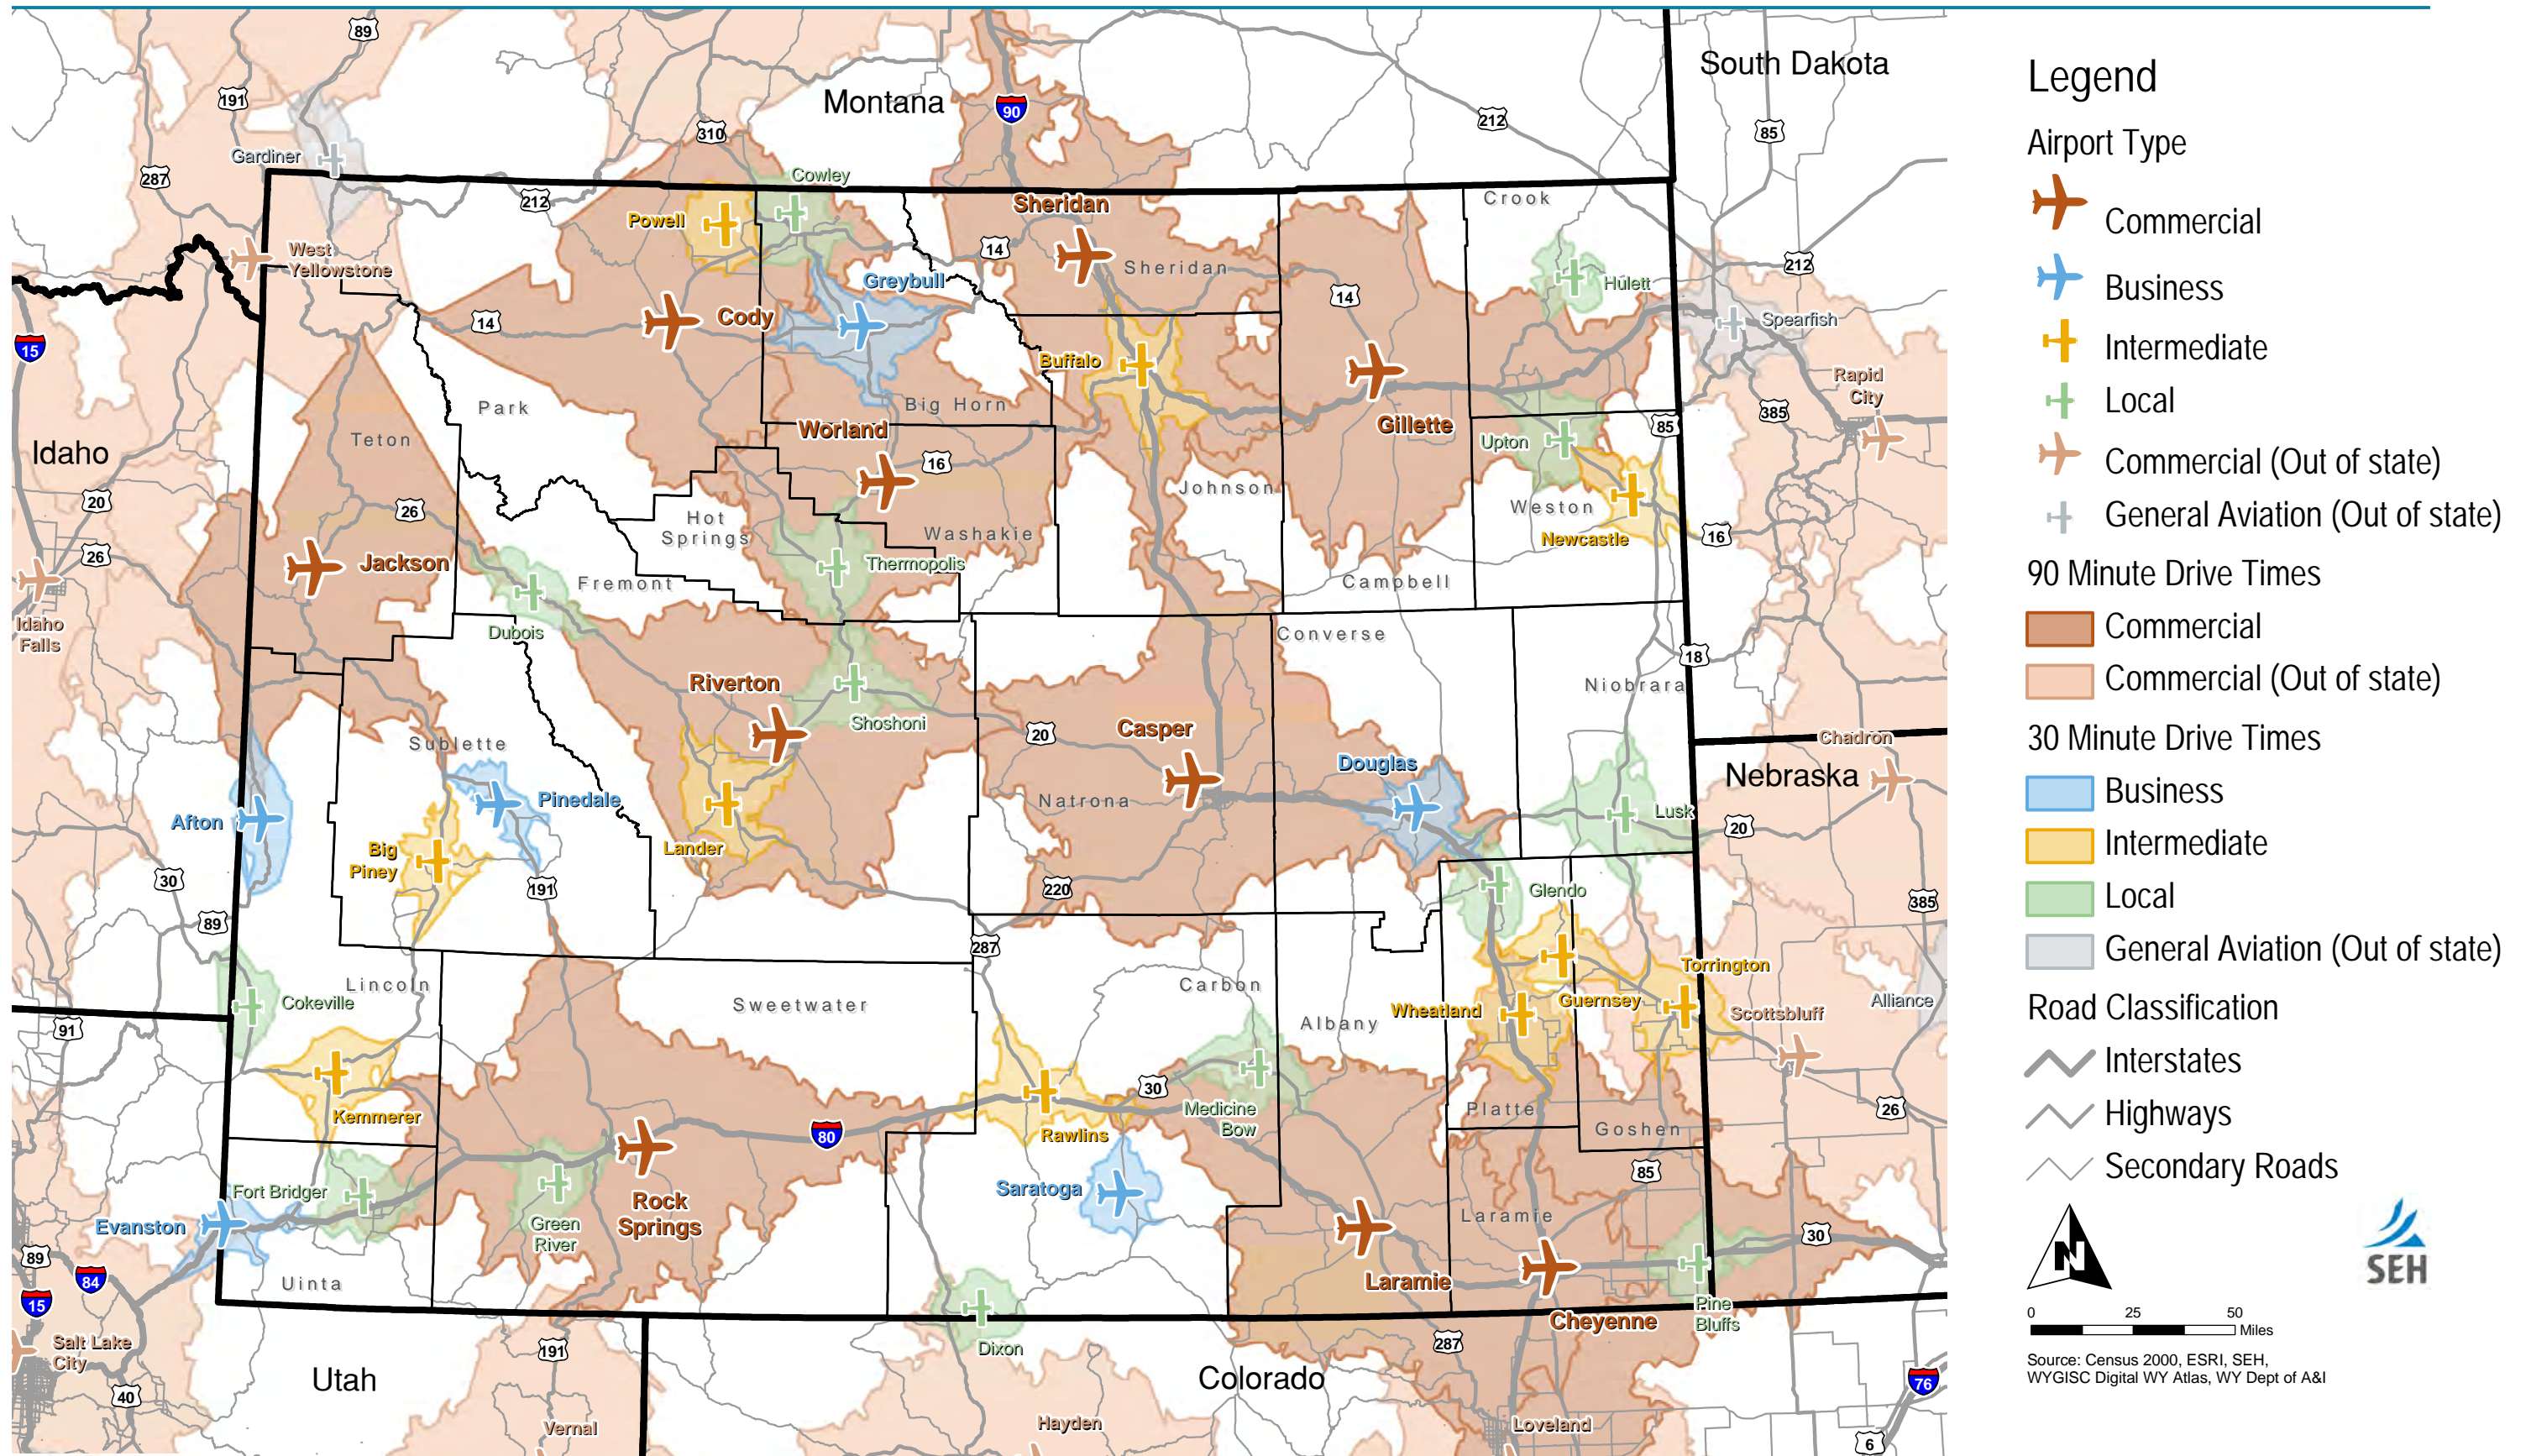 89
South Dakota
Montana
90
191
310
212
85
Gardiner
287
Cowley
212
Crook
Powell
Sheridan
14
West
Yellowstone
Sheridan
212
Greybull
Hulett
14
Cody
14
Spearfish
15
Buffalo
Rapid
City
Park
Big Horn
385
Teton
Worland
Gillette
Upton
85
Idaho
16
20
26
Hot
Springs
Johnson
Weston
Washakie
Newcastle
16
26
Jackson
Thermopolis
Fremont
Campbell
Idaho
Falls
Dubois
Converse
18
Riverton
Niobrara
Shoshoni
Sublette
20
Casper
Chadron
Douglas
Nebraska
Afton
Pinedale
Natrona
Lusk
20
Big
Piney
Lander
30
191
220
Glendo
385
89
287
Torrington
Lincoln
Carbon
Cokeville
Sweetwater
Wheatland
Guernsey
Alliance
Albany
Scottsbluff
91
30
Kemmerer
Medicine
Bow
Platte
26
Rawlins
80
Goshen
85
Fort Bridger
Saratoga
Rock
Springs
Evanston
Green
River
Laramie
30
89
84
Uinta
Laramie
15
Pine
Bluffs
Cheyenne
Salt Lake
City
191
Dixon
287
Utah
Colorado
76
40
Vernal
Hayden
Loveland
6
Legend
Airport Type
Commercial
Business
Intermediate
Local
Commercial (Out of state)
General Aviation (Out of state)
90 Minute Drive Times
Commercial
Commercial (Out of state)
30 Minute Drive Times
Business
Intermediate
Local
General Aviation (Out of state)
Road Classification
Interstates
Highways
Secondary Roads
N
SEH
0 25 50
Miles
Source: Census 2000, ESRI, SEH,
WYGISC Digital WY Atlas, WY Dept of A&I